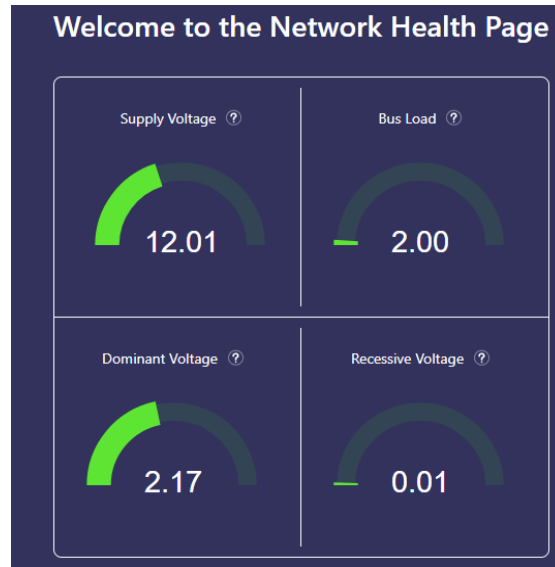 Welcome to the Network Health Page
Supply Voltage ?
Bus Load ?
12.01
2.00
Dominant Voltage ?
Recessive Voltage ?
2.17
0.01